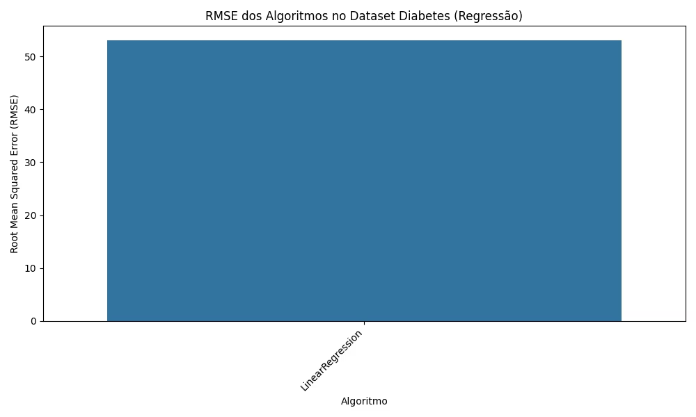 RMSE dos Algoritmos no Dataset Diabetes (Regressão)
Root Mean Squared Error (RMSE)
50
40
30
20
10
0
LinearRegression
Algoritmo